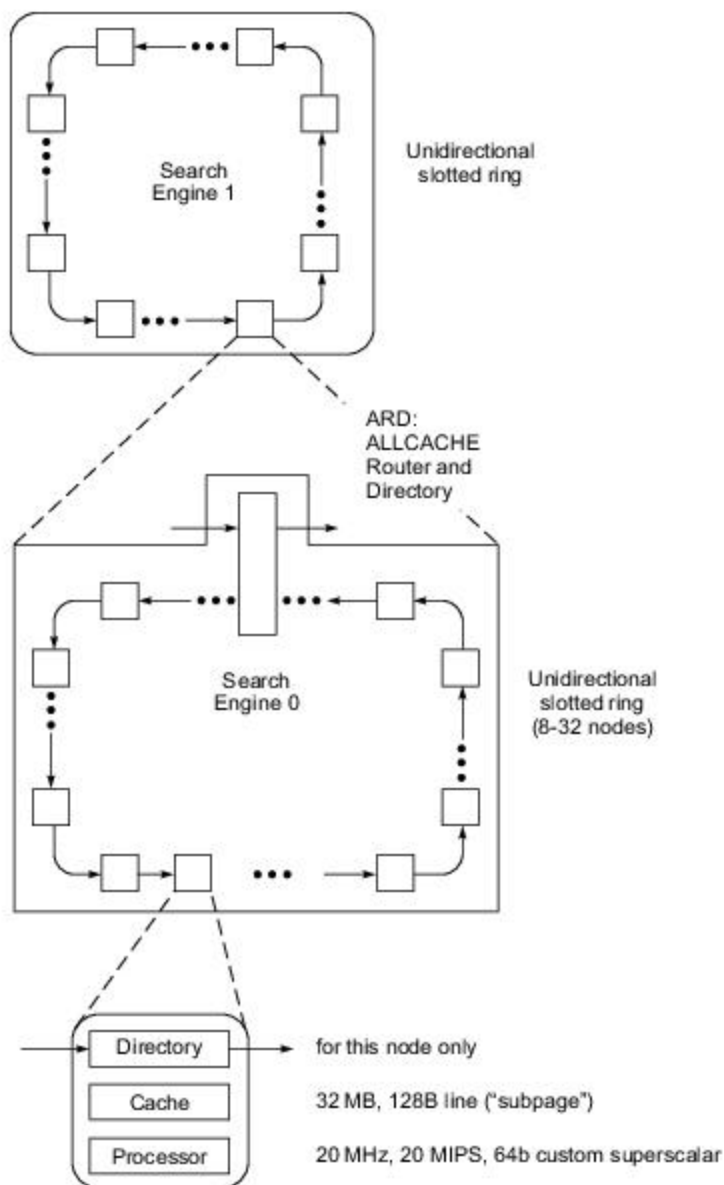 Search
Engine 1
Unidirectional
slotted ring
ARD:
ALLCACHE
Router and
Directory
Search
Engine 0
Unidirectional
slotted ring
(8-32 nodes)
Directory
for this node only
Cache
32 MB, 128B line ("subpage")
Processor
20 MHz, 20 MIPS, 64b custom superscalar